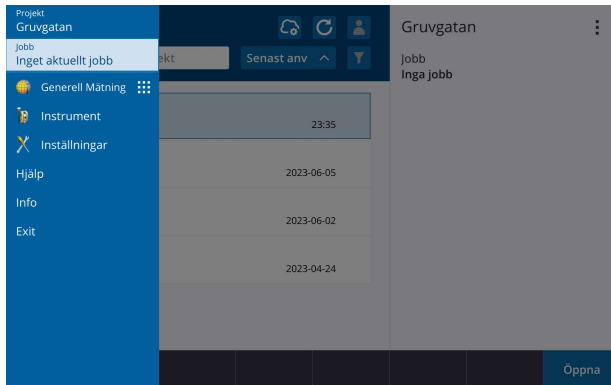 Projekt
Gruvgatan
Jobb
Inget aktuellt jobb
Generell Mätning
Instrument
Inställningar
Hjälp
Info
Exit
ekt
Senast anv
23:35
2023-06-05
2023-06-02
2023-04-24
Gruvgatan
Jobb
Inga jobb
Öppna